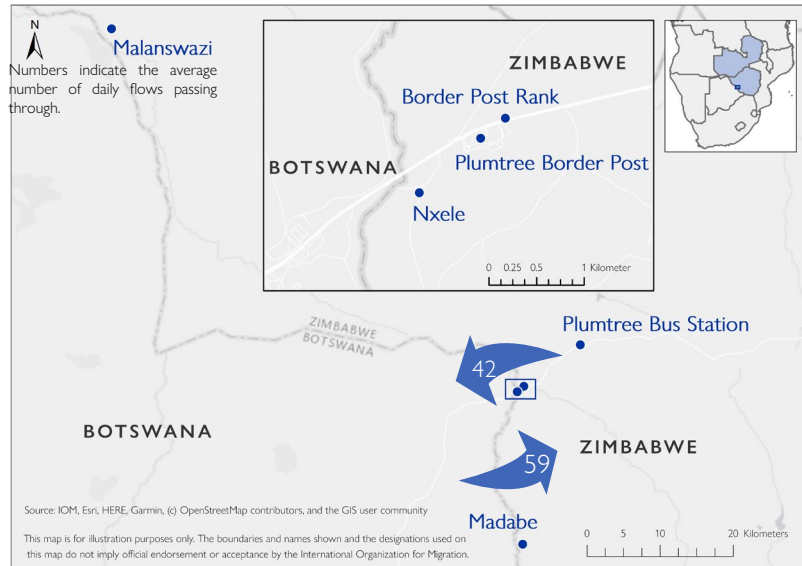 N
Malanswazi
Numbers indicate the average
number of daily flows passing
through.
ZIMBABWE
Border Post Rank
Plumtree Border Post
BOTSWANA
Nxele
0 0.25 0.5 1 Kilometer
ZIMBABWE
BOTSWANA
Plumtree Bus Station
42
BOTSWANA
ZIMBABWE
59
Source: IOM, Esri, HERE, Garmin, (c) OpenStreetMap contributors, and the GIS user community
Madabe
0 5 10 20 Kilometers
This map is for illustration purposes only. The boundaries and names shown and the designations used on
this map do not imply official endorsement or acceptance by the International Organization for Migration.